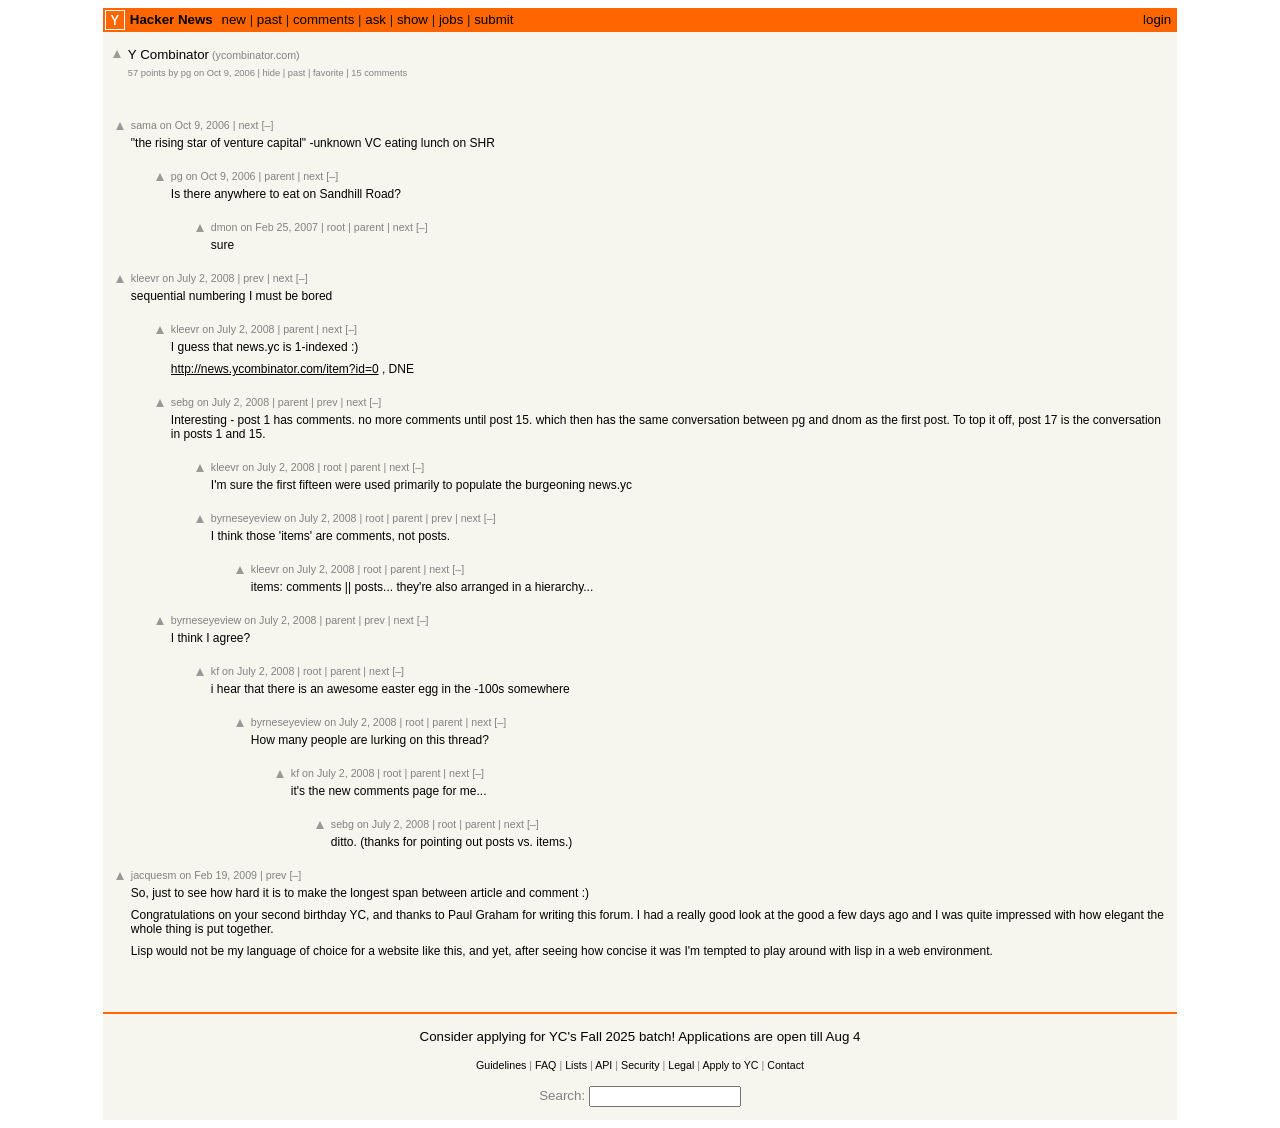 Y Hacker News new | past | comments | ask | show | jobs | submit login
▲ Y Combinator (ycombinator.com)
57 points by pg on Oct 9, 2006 | hide | past | favorite | 15 comments
▲ sama on Oct 9, 2006 | next [–]
"the rising star of venture capital" -unknown VC eating lunch on SHR
▲ pg on Oct 9, 2006 | parent | next [–]
Is there anywhere to eat on Sandhill Road?
▲ dmon on Feb 25, 2007 | root | parent | next [–]
sure
▲ kleevr on July 2, 2008 | prev | next [–]
sequential numbering I must be bored
▲ kleevr on July 2, 2008 | parent | next [–]
I guess that news.yc is 1-indexed :)
http://news.ycombinator.com/item?id=0 , DNE
▲ sebg on July 2, 2008 | parent | prev | next [–]
Interesting - post 1 has comments. no more comments until post 15. which then has the same conversation between pg and dnom as the first post. To top it off, post 17 is the conversation
in posts 1 and 15.
▲ kleevr on July 2, 2008 | root | parent | next [–]
I'm sure the first fifteen were used primarily to populate the burgeoning news.yc
▲ byrneseyeview on July 2, 2008 | root | parent | prev | next [–]
I think those 'items' are comments, not posts.
▲ kleevr on July 2, 2008 | root | parent | next [–]
items: comments || posts... they're also arranged in a hierarchy...
▲ byrneseyeview on July 2, 2008 | parent | prev | next [–]
I think I agree?
▲ kf on July 2, 2008 | root | parent | next [–]
i hear that there is an awesome easter egg in the -100s somewhere
▲ byrneseyeview on July 2, 2008 | root | parent | next [–]
How many people are lurking on this thread?
▲ kf on July 2, 2008 | root | parent | next [–]
it's the new comments page for me...
▲ sebg on July 2, 2008 | root | parent | next [–]
ditto. (thanks for pointing out posts vs. items.)
▲ jacquesm on Feb 19, 2009 | prev [–]
So, just to see how hard it is to make the longest span between article and comment :)
Congratulations on your second birthday YC, and thanks to Paul Graham for writing this forum. I had a really good look at the good a few days ago and I was quite impressed with how elegant the
whole thing is put together.
Lisp would not be my language of choice for a website like this, and yet, after seeing how concise it was I'm tempted to play around with lisp in a web environment.
Consider applying for YC's Fall 2025 batch! Applications are open till Aug 4
Guidelines | FAQ | Lists | API | Security | Legal | Apply to YC | Contact
Search: